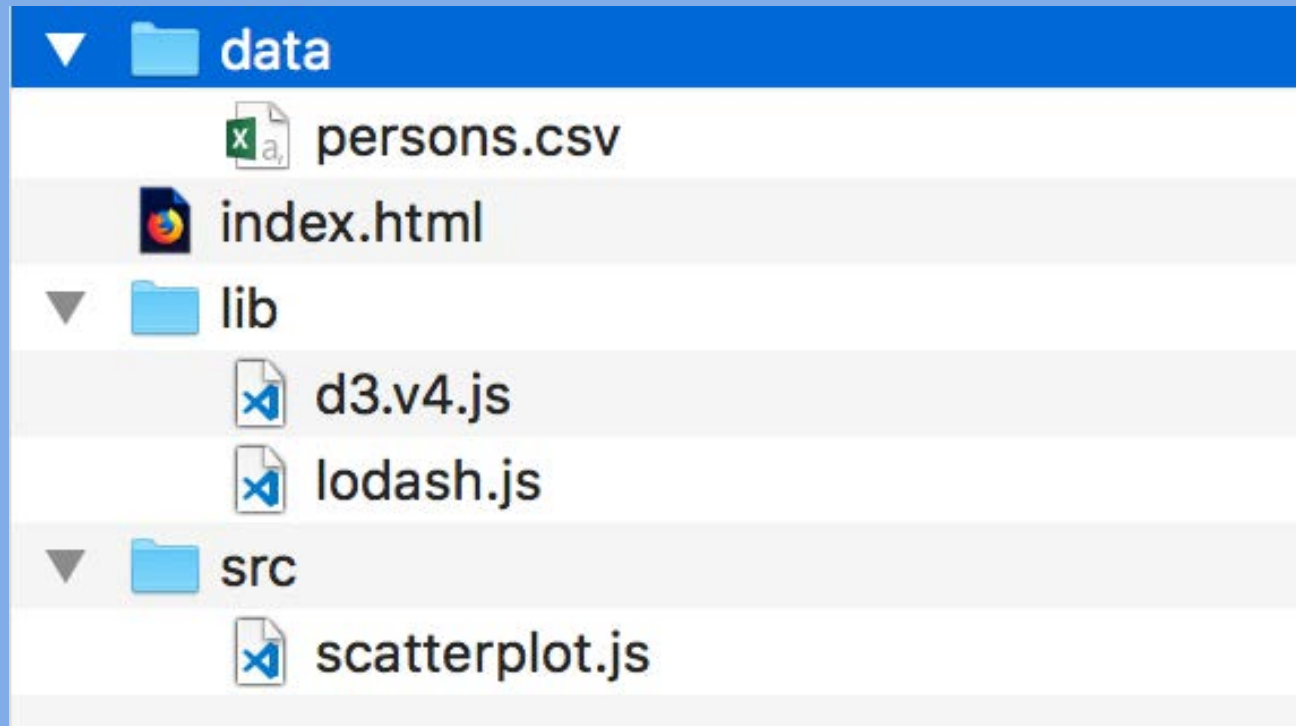 data
persons.csv
index.html
lib
d3.v4.js
lodash.js
src
scatterplot.js